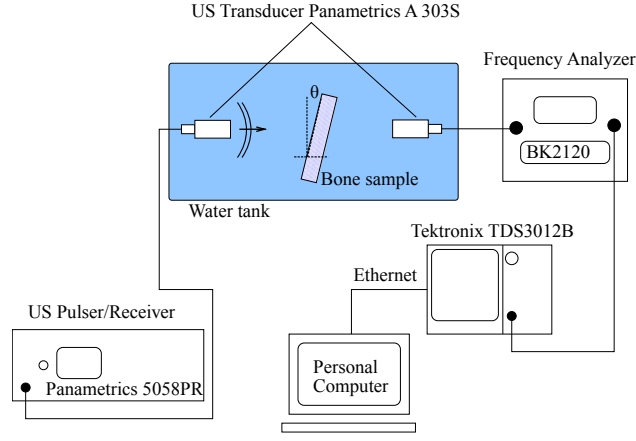 US Transducer Panametrics A 303S
Frequency Analyzer
θ
BK2120
Bone sample
Water tank
Tektronix TDS3012B
Ethernet
US Pulser/Receiver
Personal
Computer
Panametrics 5058PR